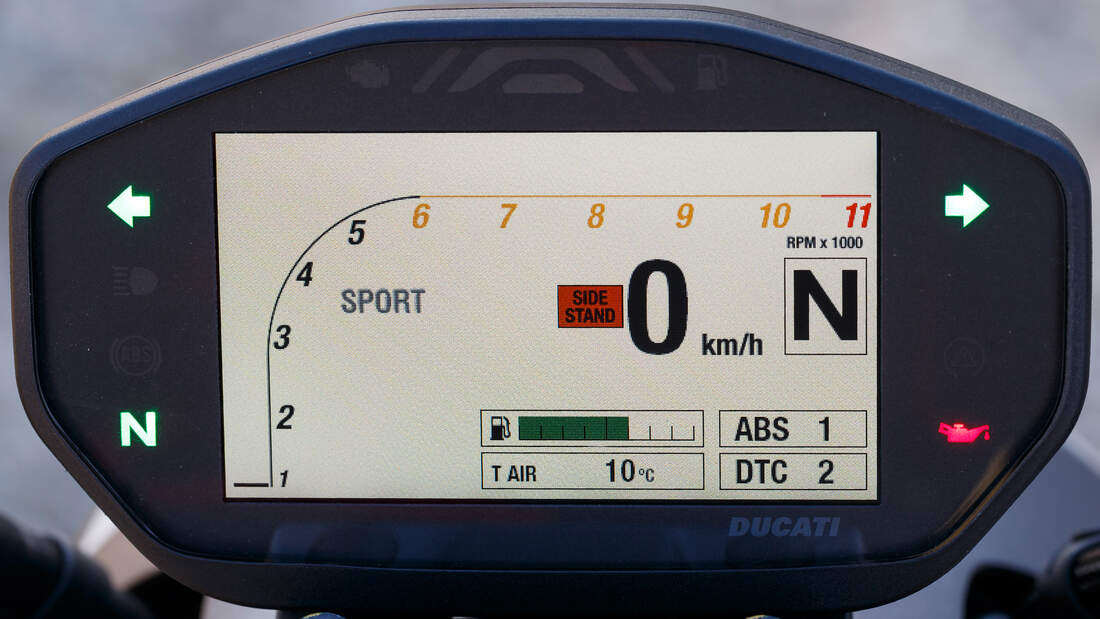 6 7 8 9 10 11
RPM x 1000
5
4
SPORT
SIDE
STAND
0
km/h
N
3
ABS
2
N
ABS 1
T AIR 10 °C
DTC 2
1
DUCATI